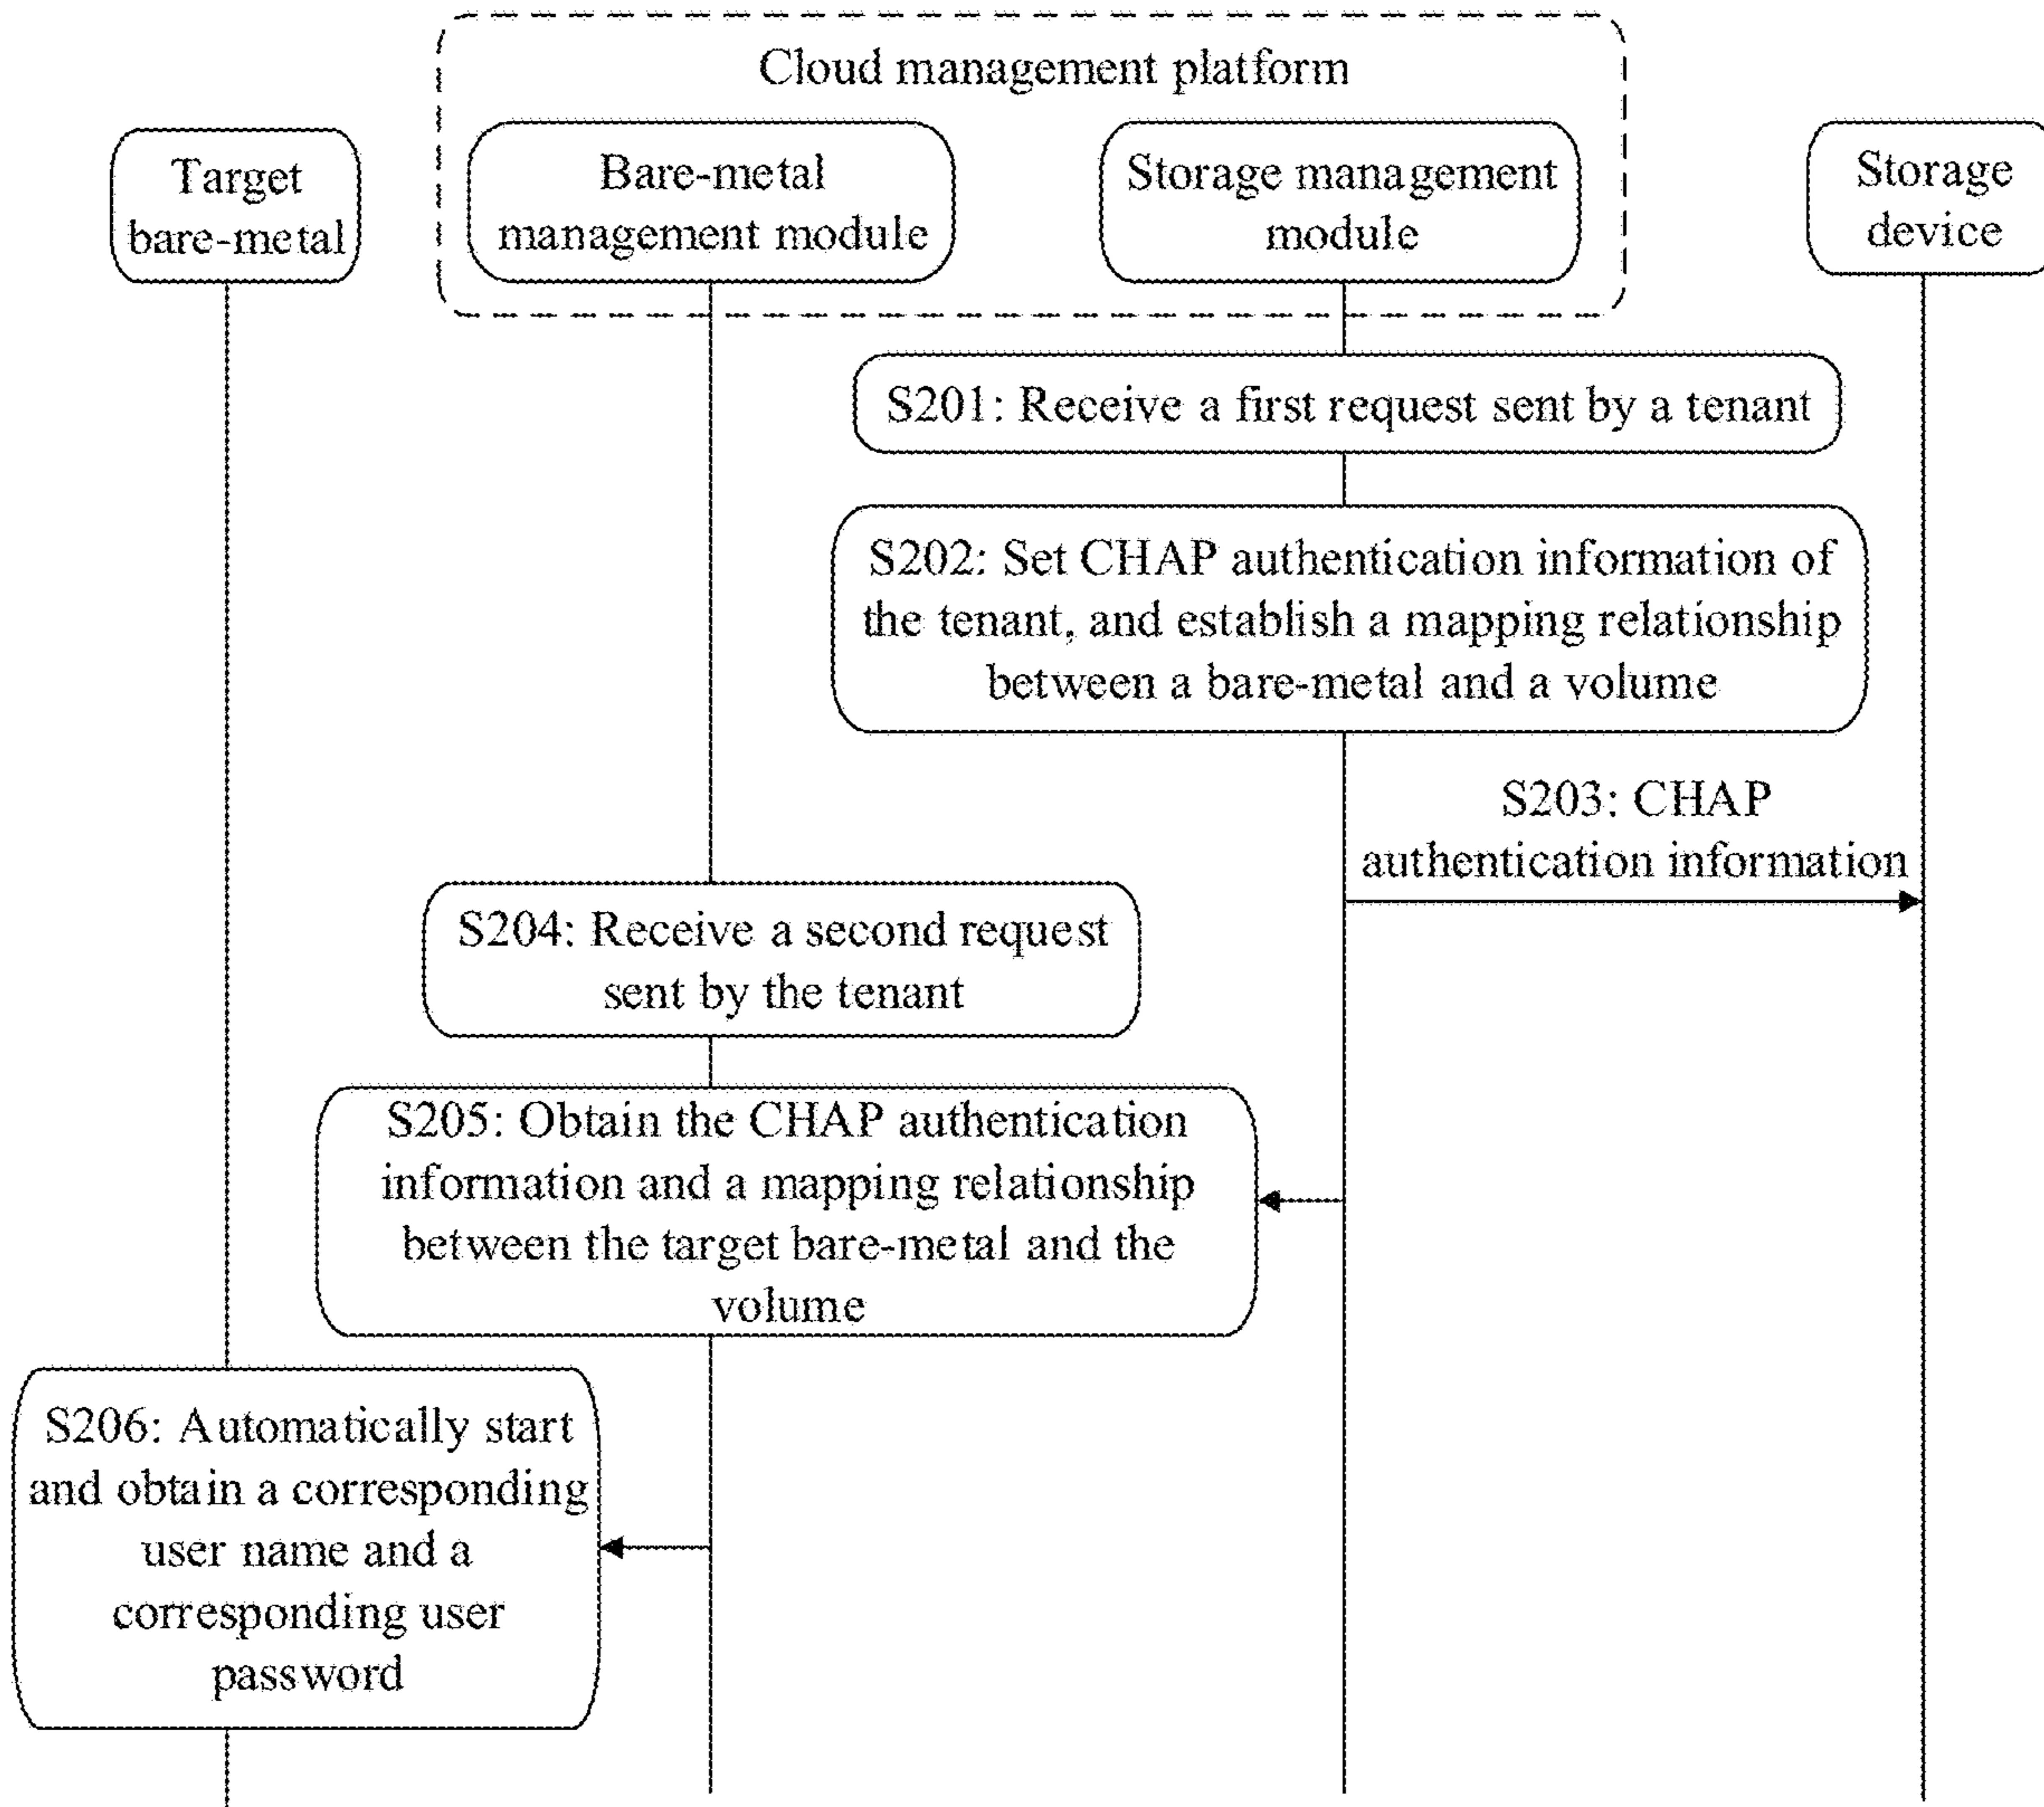 Cloud management platform
Target
bare-metal
Bare-metal
management module
Storage management
module
Storage
device
S201: Receive a first request sent by a tenant
S202: Set CHAP authentication information of
the tenant, and establish a mapping relationship
between a bare-metal and a volume
S203: CHAP
authentication information
S204: Receive a second request
sent by the tenant
S205: Obtain the CHAP authentication
information and a mapping relationship
between the target bare-metal and the
volume
S206: Automatically start
and obtain a corresponding
user name and a
corresponding user
password